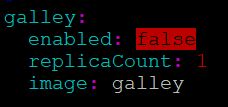 galley:
  enabled: false
  replicaCount: 1
  image: galley